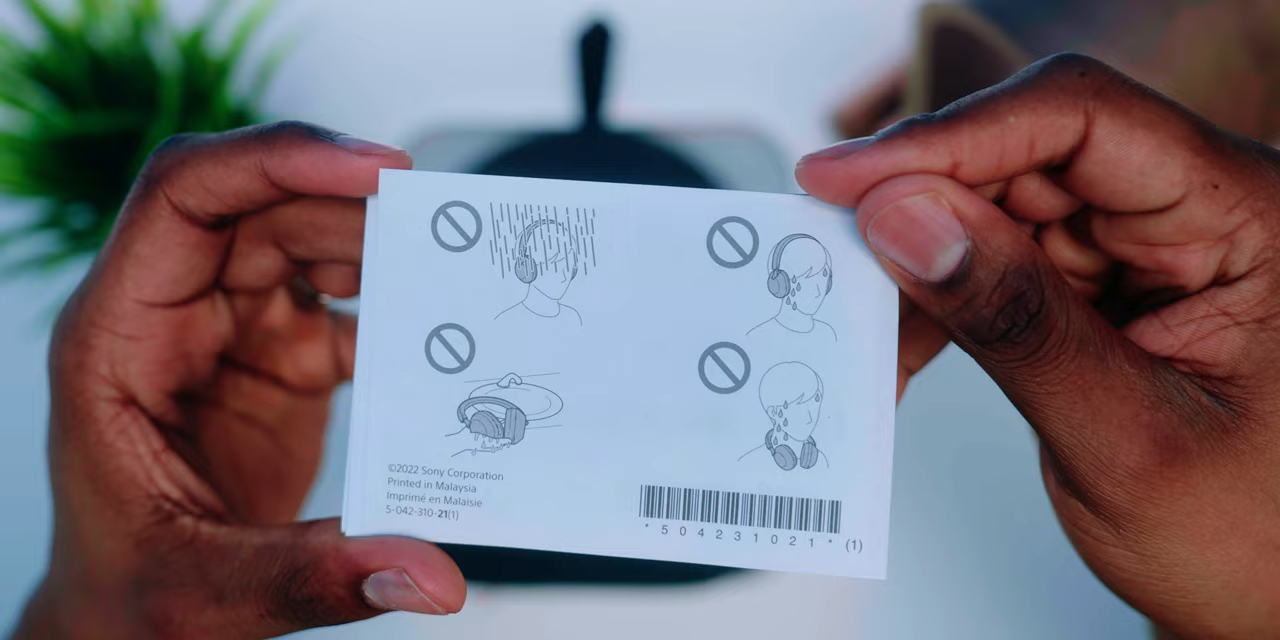 ©2022 Sony Corporation
Printed in Malaysia
Imprimé en Malaisie
5-042-310-21(1)
* 5 0 4 2 3 1 0 2 1 * (1)